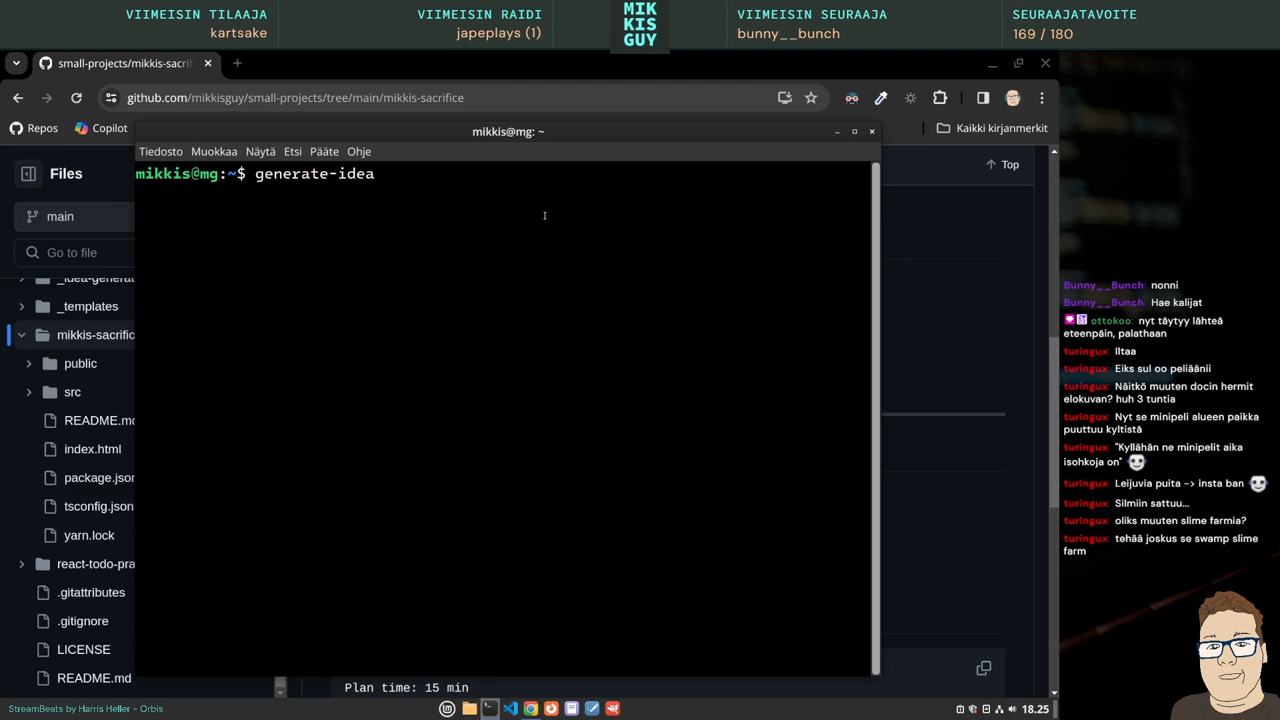 VIIMEISIN TILAAJA
kartsake
VIIMEISIN RAIDI
japeplays (1)
MIK
KIS
GUY
VIIMEISIN SEURAAJA
bunny__bunch
SEURAAJATAVOITE
169 / 180
small-projects/mikkis-sacrif
github.com/mikkisguy/small-projects/tree/main/mikkis-sacrifice
Repos
Copilot
Kaikki kirjanmerkit
mikkis@mg: ~
Tiedosto Muokkaa Näytä Etsi Pääte Ohje
mikkis@mg:~$ generate-idea
Files
Top
main
Go to file
_idea-generat
_templates
mikkis-sacrific
public
src
README.mc
index.html
package.json
tsconfig.json
yarn.lock
react-todo-pra
.gitattributes
.gitignore
LICENSE
README.md
Plan time: 15 min
Bunny__Bunch: nonni
Bunny__Bunch: Hae kalijat
ottokoo: nyt täytyy lähteä
eteenpäin, palathaan
turingux: Iltaa
turingux: Eiks sul oo peliäänii
turingux: Näitkö muuten docin hermit
elokuvan? huh 3 tuntia
turingux: Nyt se minipeli alueen paikka
puuttuu kyltistä
turingux: "Kyllähän ne minipelit aika
isohkoja on"
turingux: Leijuvia puita -> insta ban
turingux: Silmiin sattuu...
turingux: oliks muuten slime farmia?
turingux: tehää joskus se swamp slime
farm
StreamBeats by Harris Heller – Orbis
18.25